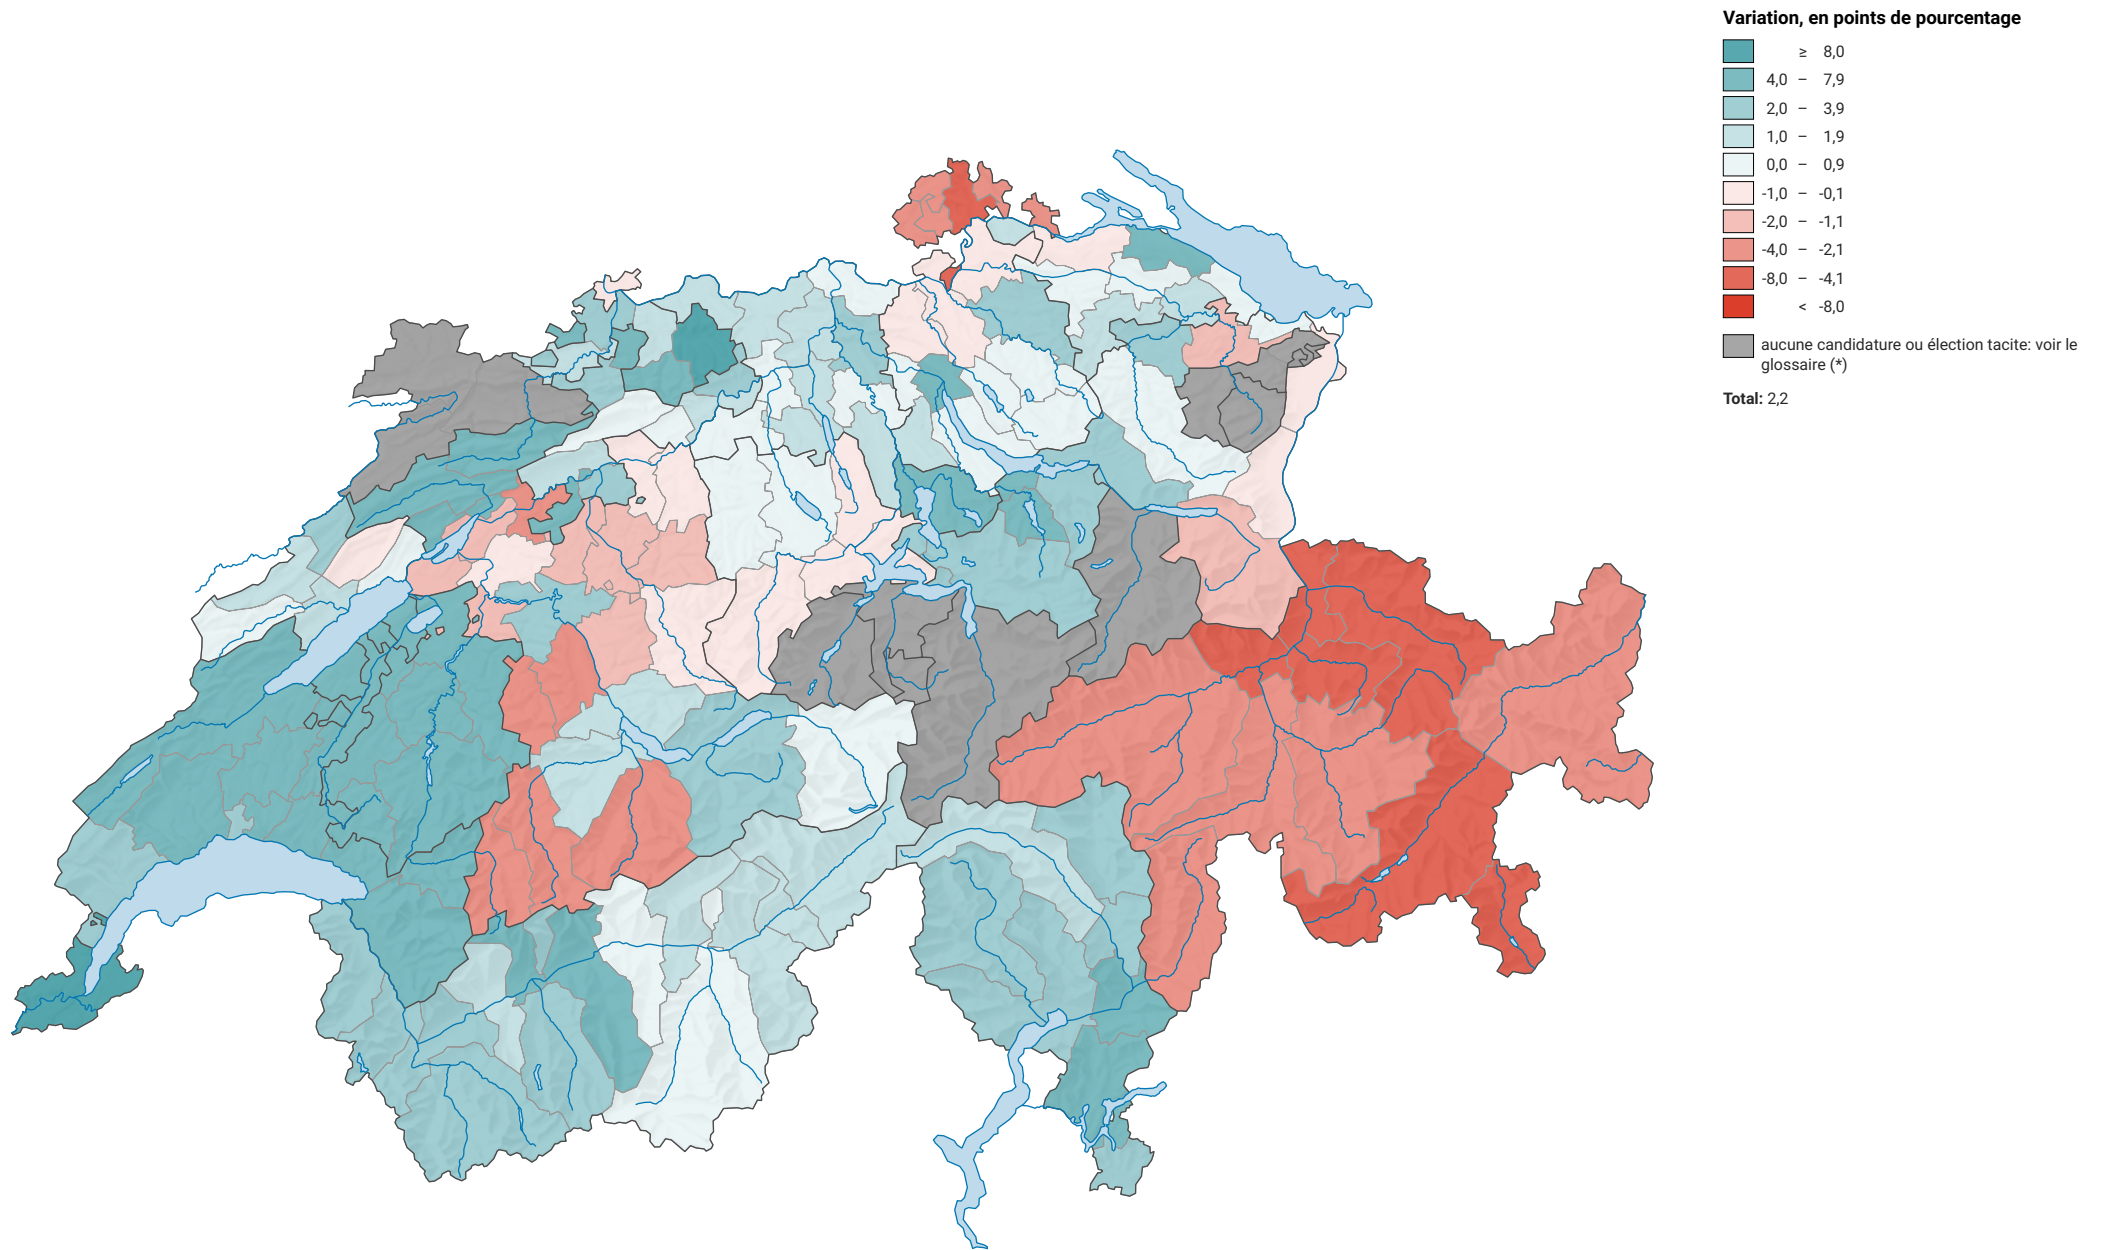 Variation, en points de pourcentage
≥ 8,0
4,0 – 7,9
2,0 – 3,9
1,0 – 1,9
0,0 – 0,9
-1,0 – -0,1
-2,0 – -1,1
-4,0 – -2,1
-8,0 – -4,1
< -8,0
aucune candidature ou élection tacite: voir le
glossaire (*)
Total: 2,2